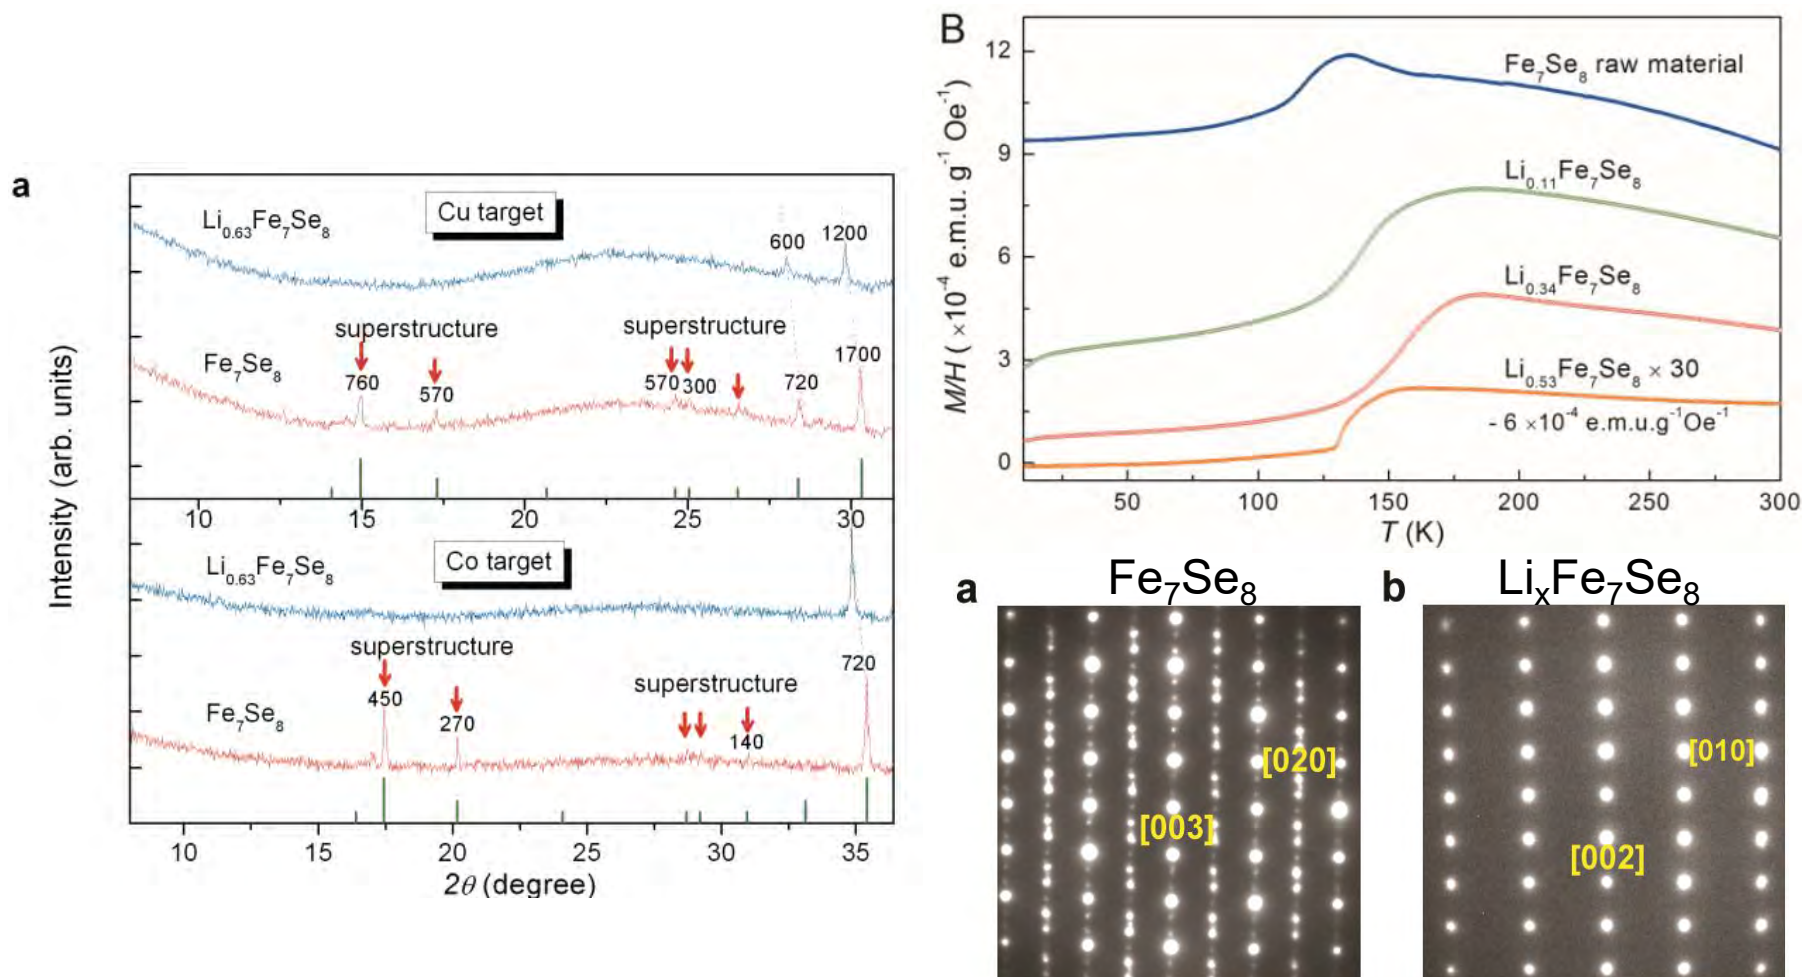 a
Intensity (arb. units)
Cu target
Li0.63Fe7Se8
600
1200
superstructure
superstructure
Fe7Se8
760
570
570
300
720
1700
10
15
20
25
30
Co target
Li0.63Fe7Se8
superstructure
superstructure
720
Fe7Se8
450
270
140
10
15
20
25
30
35
2θ (degree)
B
M/H ( ×10-4 e.m.u. g-1 Oe-1)
12
9
6
3
0
Fe7Se8 raw material
Li0.11Fe7Se8
Li0.34Fe7Se8
Li0.53Fe7Se8 × 30
- 6 ×10-4 e.m.u.g-1Oe-1
50
100
150
200
250
300
T (K)
a
Fe7Se8
[020]
[003]
b
LixFe7Se8
[010]
[002]